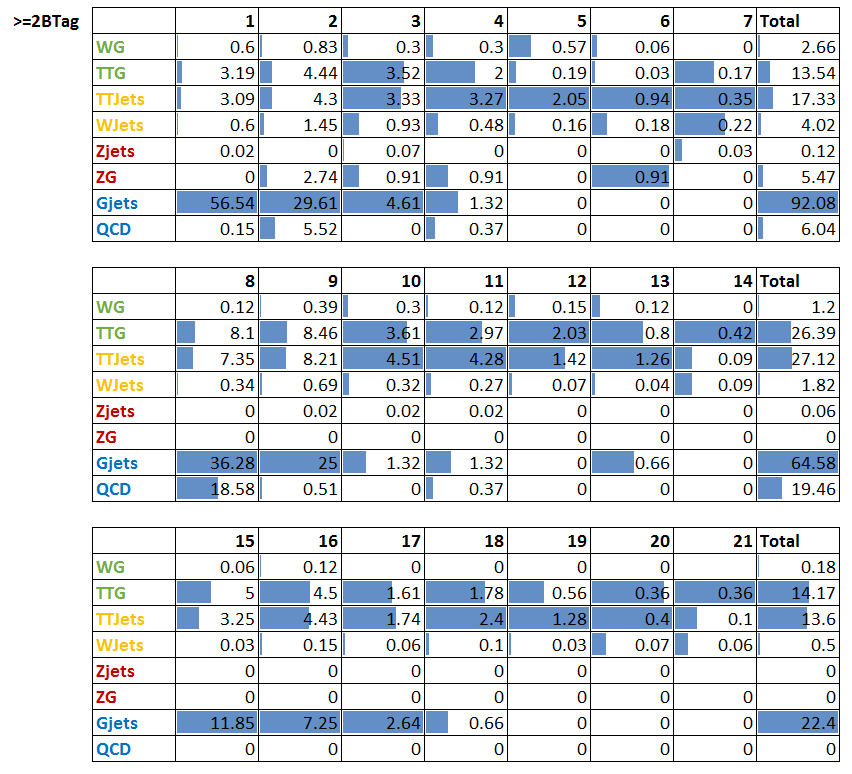 >=2BTag 1 2 3 4 5 6 7 Total
WG 0.6 0.83 0.3 0.3 0.57 0.06 0 2.66
TTG 3.19 4.44 3.52 2 0.19 0.03 0.17 13.54
TTJets 3.09 4.3 3.33 3.27 2.05 0.94 0.35 17.33
WJets 0.6 1.45 0.93 0.48 0.16 0.18 0.22 4.02
Zjets 0.02 0 0.07 0 0 0 0.03 0.12
ZG 0 2.74 0.91 0.91 0 0.91 0 5.47
Gjets 56.54 29.61 4.61 1.32 0 0 0 92.08
QCD 0.15 5.52 0 0.37 0 0 0 6.04
8 9 10 11 12 13 14 Total
WG 0.12 0.39 0.3 0.12 0.15 0.12 0 1.2
TTG 8.1 8.46 3.61 2.97 2.03 0.8 0.42 26.39
TTJets 7.35 8.21 4.51 4.28 1.42 1.26 0.09 27.12
WJets 0.34 0.69 0.32 0.27 0.07 0.04 0.09 1.82
Zjets 0 0.02 0.02 0.02 0 0 0 0.06
ZG 0 0 0 0 0 0 0 0
Gjets 36.28 25 1.32 1.32 0 0.66 0 64.58
QCD 18.58 0.51 0 0.37 0 0 0 19.46
15 16 17 18 19 20 21 Total
WG 0.06 0.12 0 0 0 0 0.18
TTG 5 4.5 1.61 1.78 0.56 0.36 0.36 14.17
TTJets 3.25 4.43 1.74 2.4 1.28 0.4 0.1 13.6
WJets 0.03 0.15 0.06 0.1 0.03 0.07 0.06 0.5
Zjets 0 0 0 0 0 0 0
ZG 0 0 0 0 0 0 0 0
Gjets 11.85 7.25 2.64 0.66 0 0 0 22.4
QCD 0 0 0 0 0 0 0 0